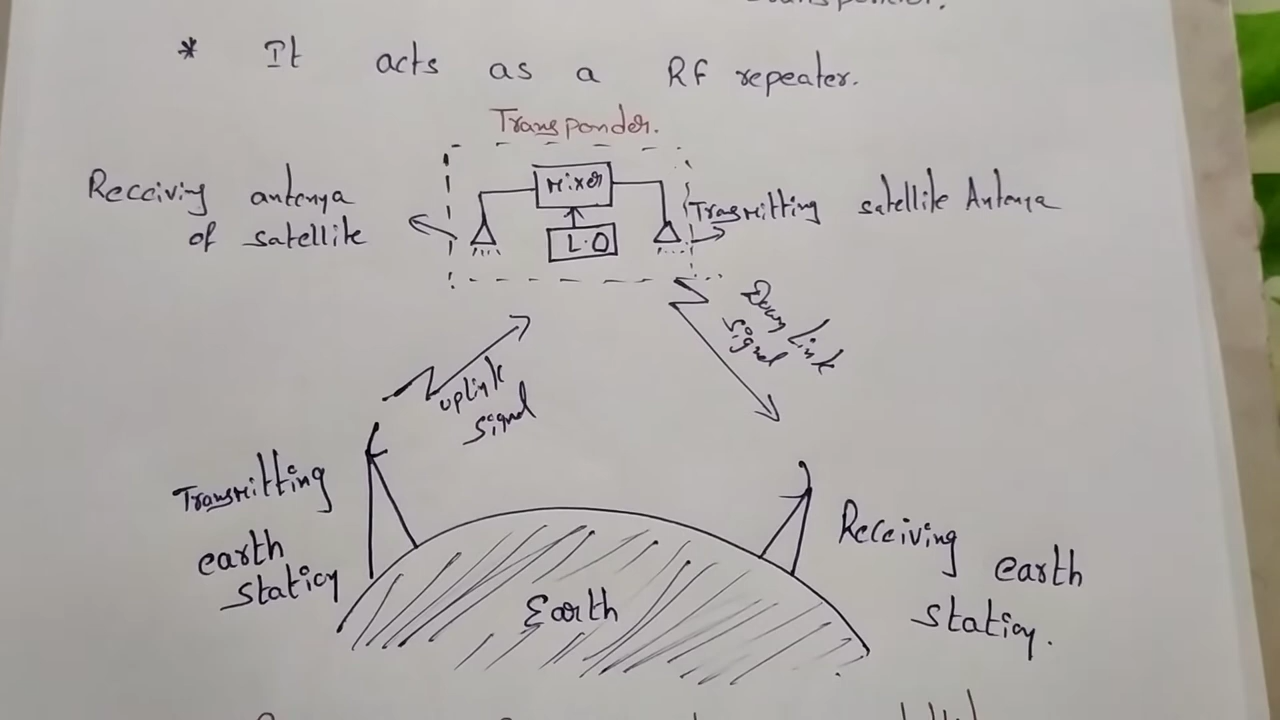 * It acts as a RF repeater.
Transponder.
Receiving antenna
of satellite
Mixer
L.O
Transmitting satellite Antenna
Down Link
signal
uplink
signal
Transmitting
earth
station
Earth
Receiving
earth
station.